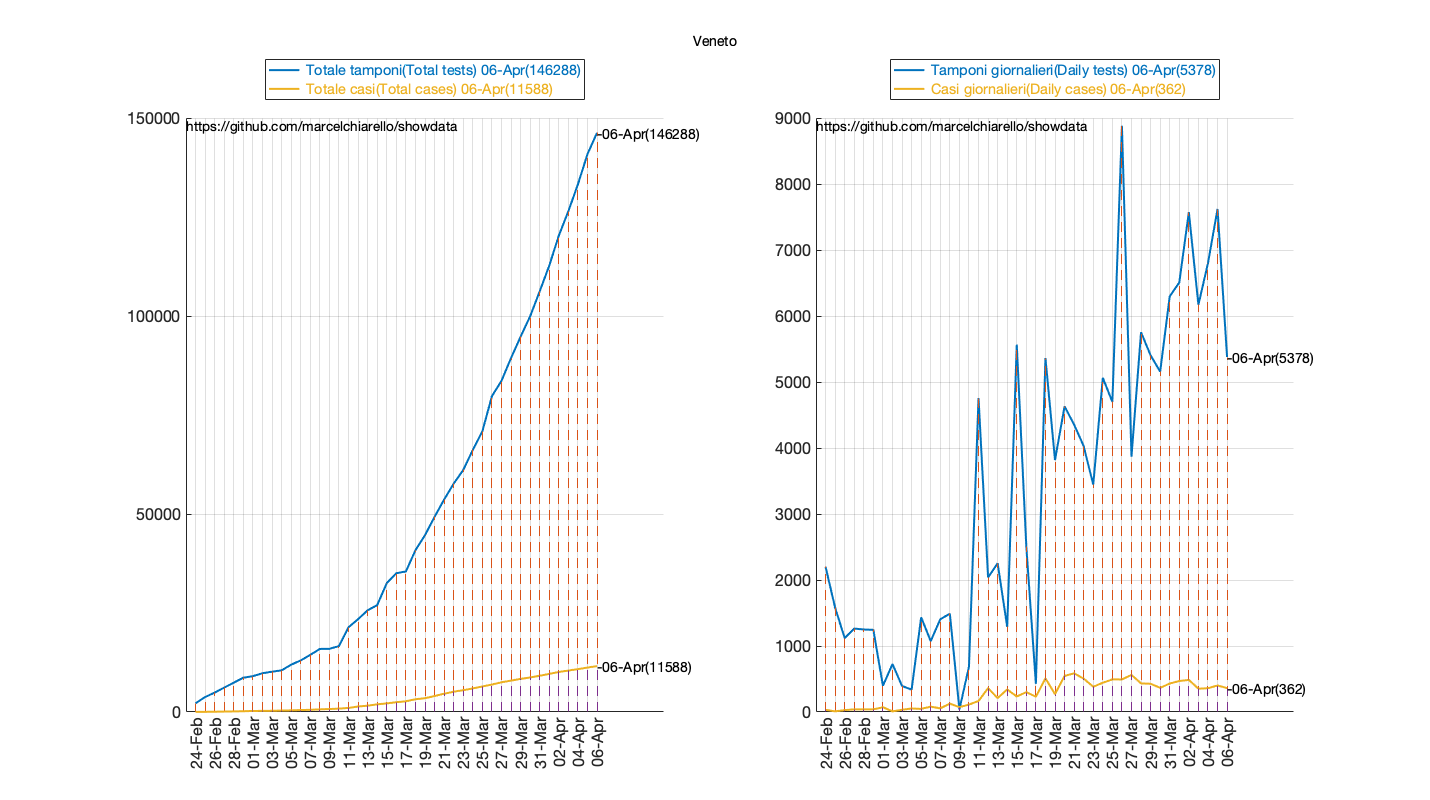 Veneto
Totale tamponi(Total tests) 06-Apr(146288)
Totale casi(Total cases) 06-Apr(11588)
150000
100000
50000
0
https://github.com/marcelchiarello/showdata
06-Apr(146288)
06-Apr(11588)
24-Feb
26-Feb
28-Feb
01-Mar
03-Mar
05-Mar
07-Mar
09-Mar
11-Mar
13-Mar
15-Mar
17-Mar
19-Mar
21-Mar
23-Mar
25-Mar
27-Mar
29-Mar
31-Mar
02-Apr
04-Apr
06-Apr
Tamponi giornalieri(Daily tests) 06-Apr(5378)
Casi giornalieri(Daily cases) 06-Apr(362)
9000
8000
7000
6000
5000
4000
3000
2000
1000
0
https://github.com/marcelchiarello/showdata
06-Apr(5378)
06-Apr(362)
24-Feb
26-Feb
28-Feb
01-Mar
03-Mar
05-Mar
07-Mar
09-Mar
11-Mar
13-Mar
15-Mar
17-Mar
19-Mar
21-Mar
23-Mar
25-Mar
27-Mar
29-Mar
31-Mar
02-Apr
04-Apr
06-Apr